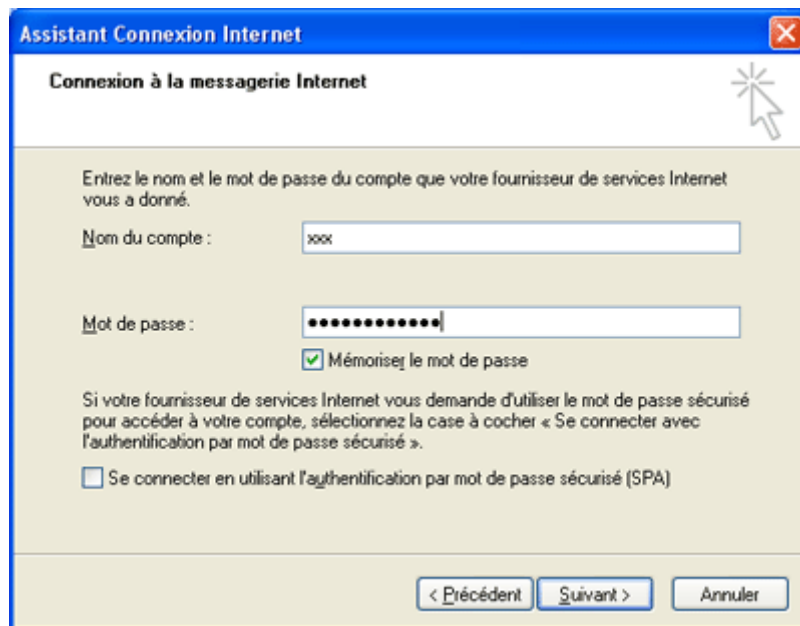 Assistant Connexion Internet
Connexion à la messagerie Internet
Entrez le nom et le mot de passe du compte que votre fournisseur de services Internet
vous a donné.
Nom du compte :
xxx
Mot de passe :
●●●●●●●●●●●●
Mémoriser le mot de passe
Si votre fournisseur de services Internet vous demande d'utiliser le mot de passe sécurisé
pour accéder à votre compte, sélectionnez la case à cocher « Se connecter avec
l'authentification par mot de passe sécurisé ».
Se connecter en utilisant l'authentification par mot de passe sécurisé (SPA)
< Précédent
Suivant >
Annuler